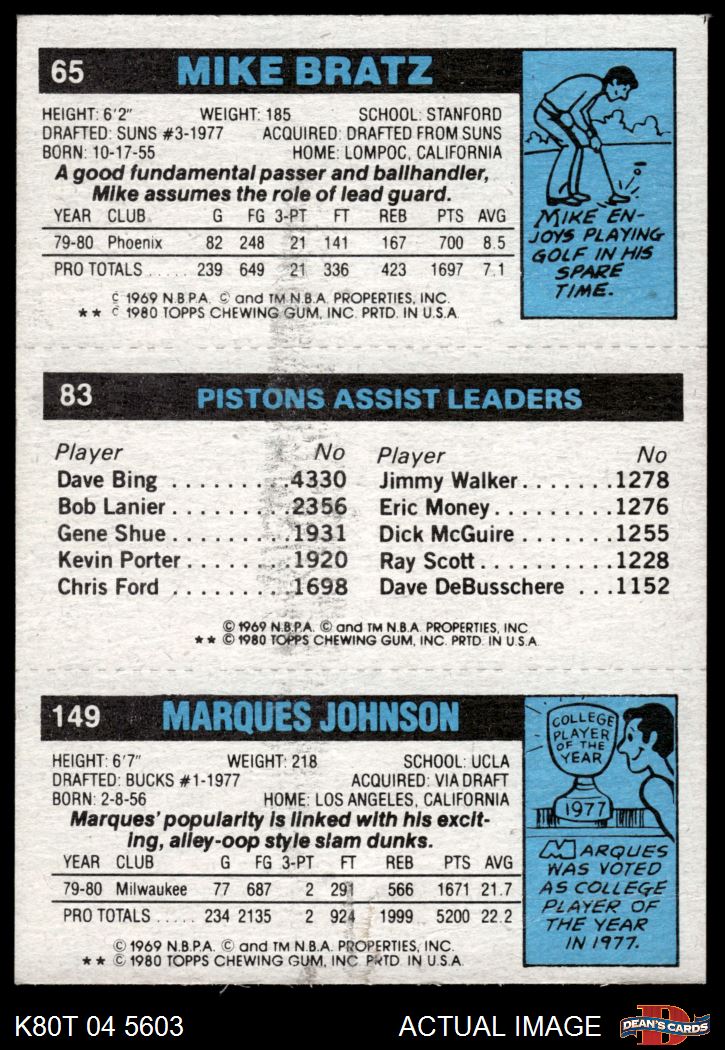 65 MIKE BRATZ
HEIGHT: 6'2" WEIGHT: 185 SCHOOL: STANFORD
DRAFTED: SUNS #3-1977 ACQUIRED: DRAFTED FROM SUNS
BORN: 10-17-55 HOME: LOMPOC, CALIFORNIA
A good fundamental passer and ballhandler,
Mike assumes the role of lead guard.
YEAR CLUB G FG 3-PT FT REB PTS AVG
79-80 Phoenix 82 248 21 141 167 700 8.5
PRO TOTALS ..... 239 649 21 336 423 1697 7.1
© 1969 N.B.P.A. © and TM N.B.A. PROPERTIES, INC.
** © 1980 TOPPS CHEWING GUM, INC. PRTD. IN U.S.A.
MIKE EN-
JOYS PLAYING
GOLF IN HIS
SPARE
TIME.
83 PISTONS ASSIST LEADERS
Player No Player No
Dave Bing ........4330 Jimmy Walker.......1278
Bob Lanier........2356 Eric Money.........1276
Gene Shue ........1931 Dick McGuire.......1255
Kevin Porter.......1920 Ray Scott..........1228
Chris Ford ........1698 Dave DeBusschere ...1152
© 1969 N.B.P.A. © and TM N.B.A. PROPERTIES, INC
** © 1980 TOPPS CHEWING GUM, INC. PRTD. IN U.S.A.
149 MARQUES JOHNSON
HEIGHT: 6'7" WEIGHT: 218 SCHOOL: UCLA
DRAFTED: BUCKS #1-1977 ACQUIRED: VIA DRAFT
BORN: 2-8-56 HOME: LOS ANGELES, CALIFORNIA
Marques' popularity is linked with his excit-
ing, alley-oop style slam dunks.
YEAR CLUB G FG 3-PT FT REB PTS AVG
79-80 Milwaukee 77 687 2 291 566 1671 21.7
PRO TOTALS ..... 234 2135 2 924 1999 5200 22.2
© 1969 N.B.P.A. © and TM N.B.A. PROPERTIES, INC.
** © 1980 TOPPS CHEWING GUM, INC. PRTD. IN U.S.A.
COLLEGE
PLAYER
OF THE
YEAR
1977
MARQUES
WAS VOTED
AS COLLEGE
PLAYER OF
THE YEAR
IN 1977.
K80T 04 5603 ACTUAL IMAGE
D
DEAN'S CARDS